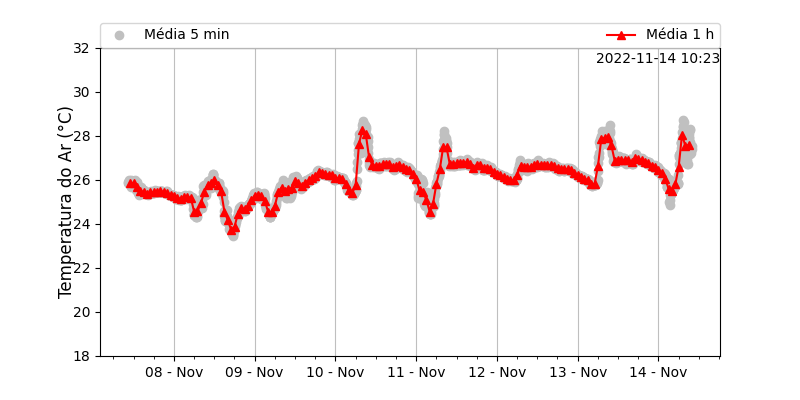 Média 5 min
Média 1 h
2022-11-14 10:23
Temperatura do Ar (°C)
32
30
28
26
24
22
20
18
08 - Nov
09 - Nov
10 - Nov
11 - Nov
12 - Nov
13 - Nov
14 - Nov